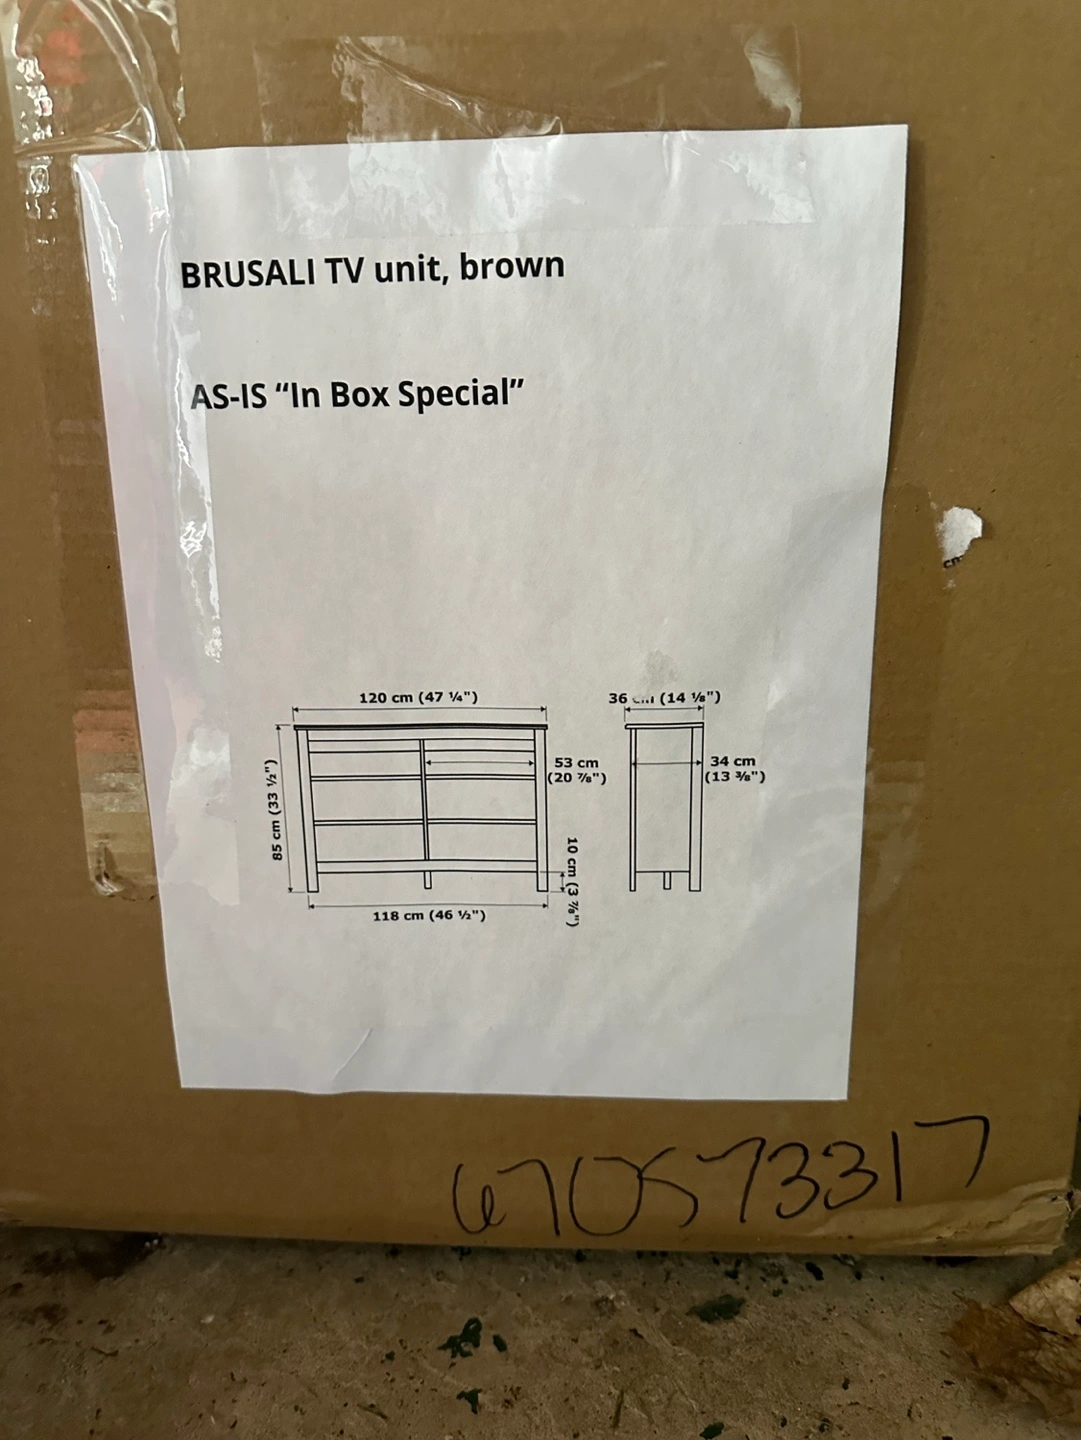 BRUSALI TV unit, brown
AS-IS “In Box Special”
120 cm (47 ¼")
36 cm (14 ⅛")
53 cm
(20 ⅞")
34 cm
(13 ⅜")
85 cm (33 ½")
10 cm (3 ⅞")
118 cm (46 ½")
670573317